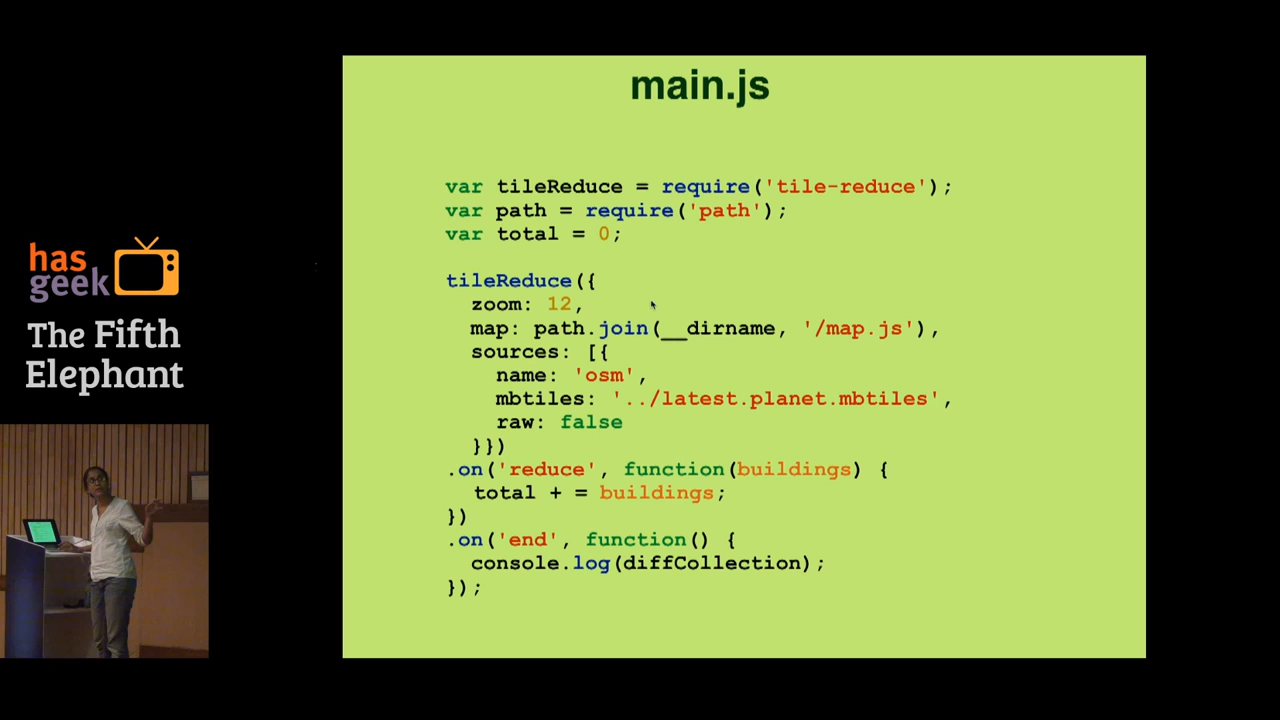 has
geek
The Fifth
Elephant
main.js
var tileReduce = require('tile-reduce');
var path = require('path');
var total = 0;
tileReduce({
zoom: 12,
map: path.join(__dirname, '/map.js'),
sources: [{
name: 'osm',
mbtiles: '../latest.planet.mbtiles',
raw: false
}})
.on('reduce', function(buildings) {
total + = buildings;
})
.on('end', function() {
console.log(diffCollection);
});